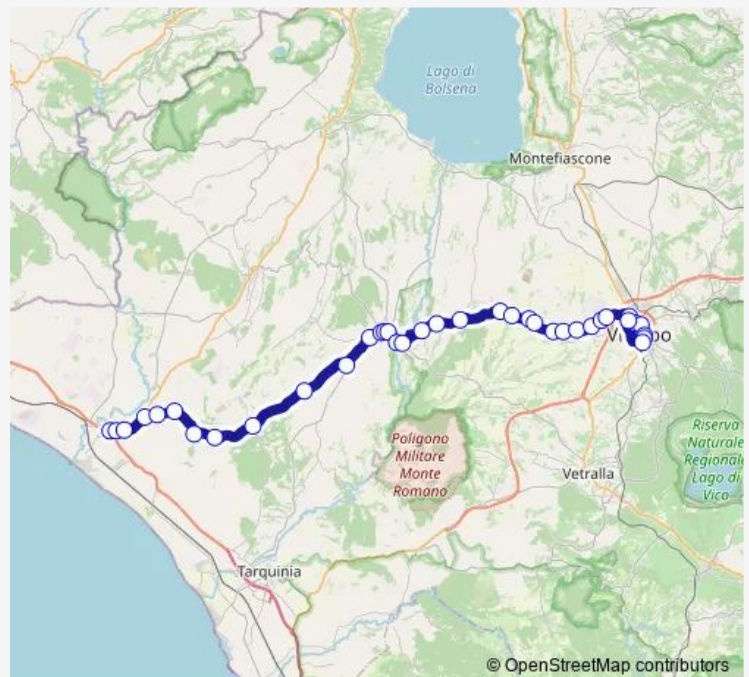 Lago di
Bolsena
Montefiascone
Poligono
Militare
Monte
Romano
Riserva
Naturale
Regionale
Lago di
Vico
Vetralla
Tarquinia
© OpenStreetMap contributors